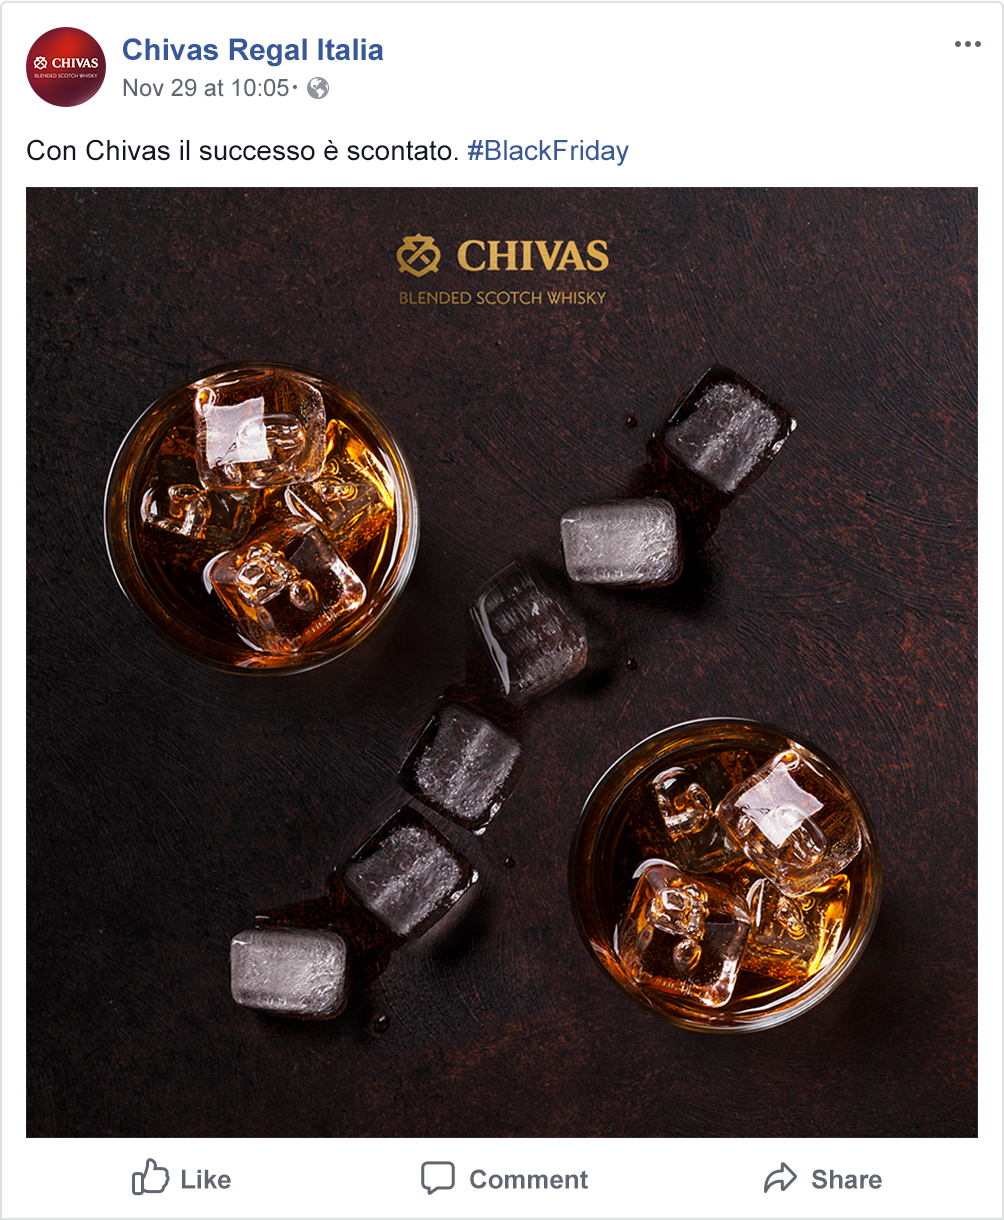 CHIVAS
BLENDED SCOTCH WHISKY
Chivas Regal Italia
Nov 29 at 10:05·
Con Chivas il successo è scontato. #BlackFriday
CHIVAS
BLENDED SCOTCH WHISKY
Like
Comment
Share